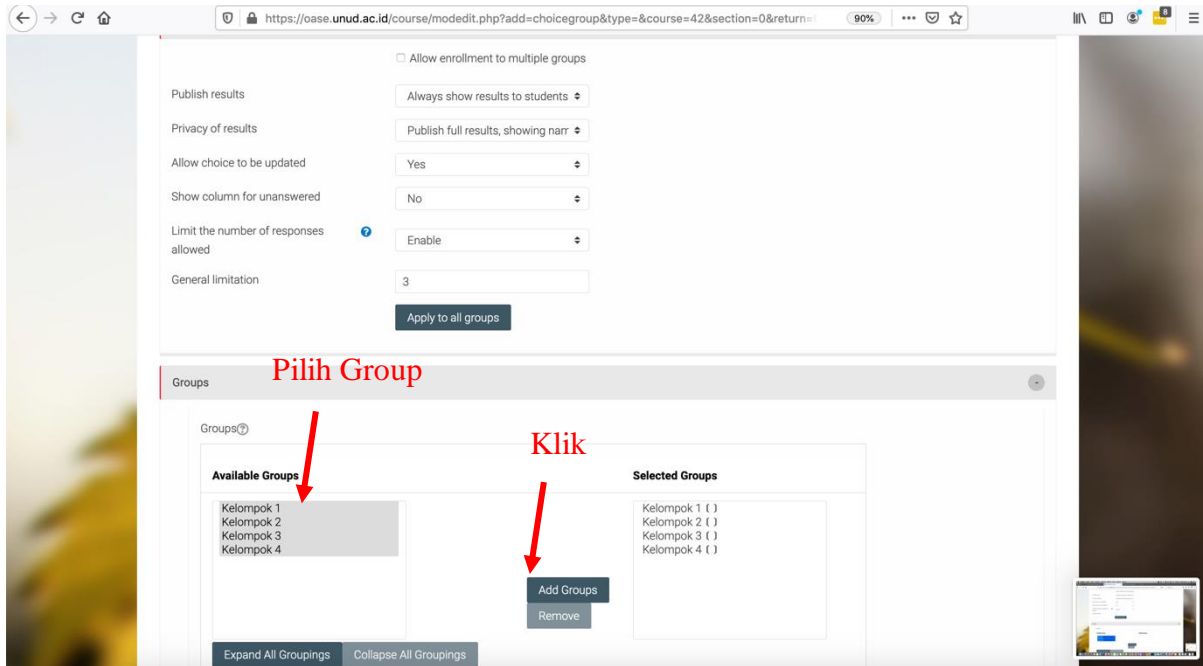 https://oase.unud.ac.id/course/modedit.php?add=choicegroup&type=&course=42&section=0&return=
90%
8
Allow enrollment to multiple groups
Publish results
Always show results to students
Privacy of results
Publish full results, showing nam
Allow choice to be updated
Yes
Show column for unanswered
No
Limit the number of responses
allowed
Enable
General limitation
3
Apply to all groups
Pilih Group
Groups
Groups
Klik
Available Groups
Selected Groups
Kelompok 1
Kelompok 2
Kelompok 3
Kelompok 4
Kelompok 1 ( )
Kelompok 2 ( )
Kelompok 3 ( )
Kelompok 4 ( )
Add Groups
Remove
Expand All Groupings
Collapse All Groupings